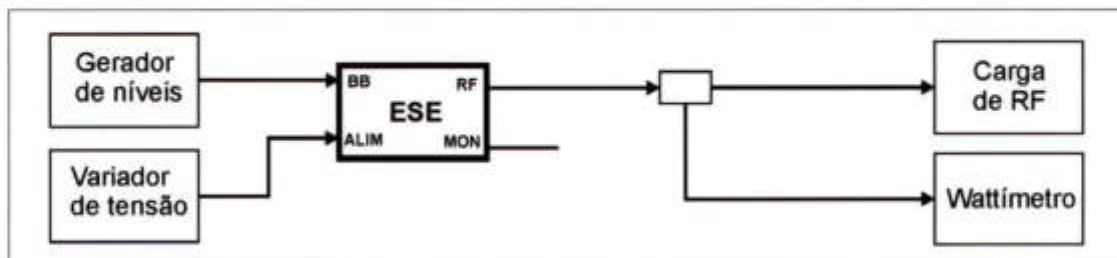 Gerador
de níveis
Variador
de tensão
BB
RF
ESE
ALIM
MON
Carga
de RF
Wattímetro